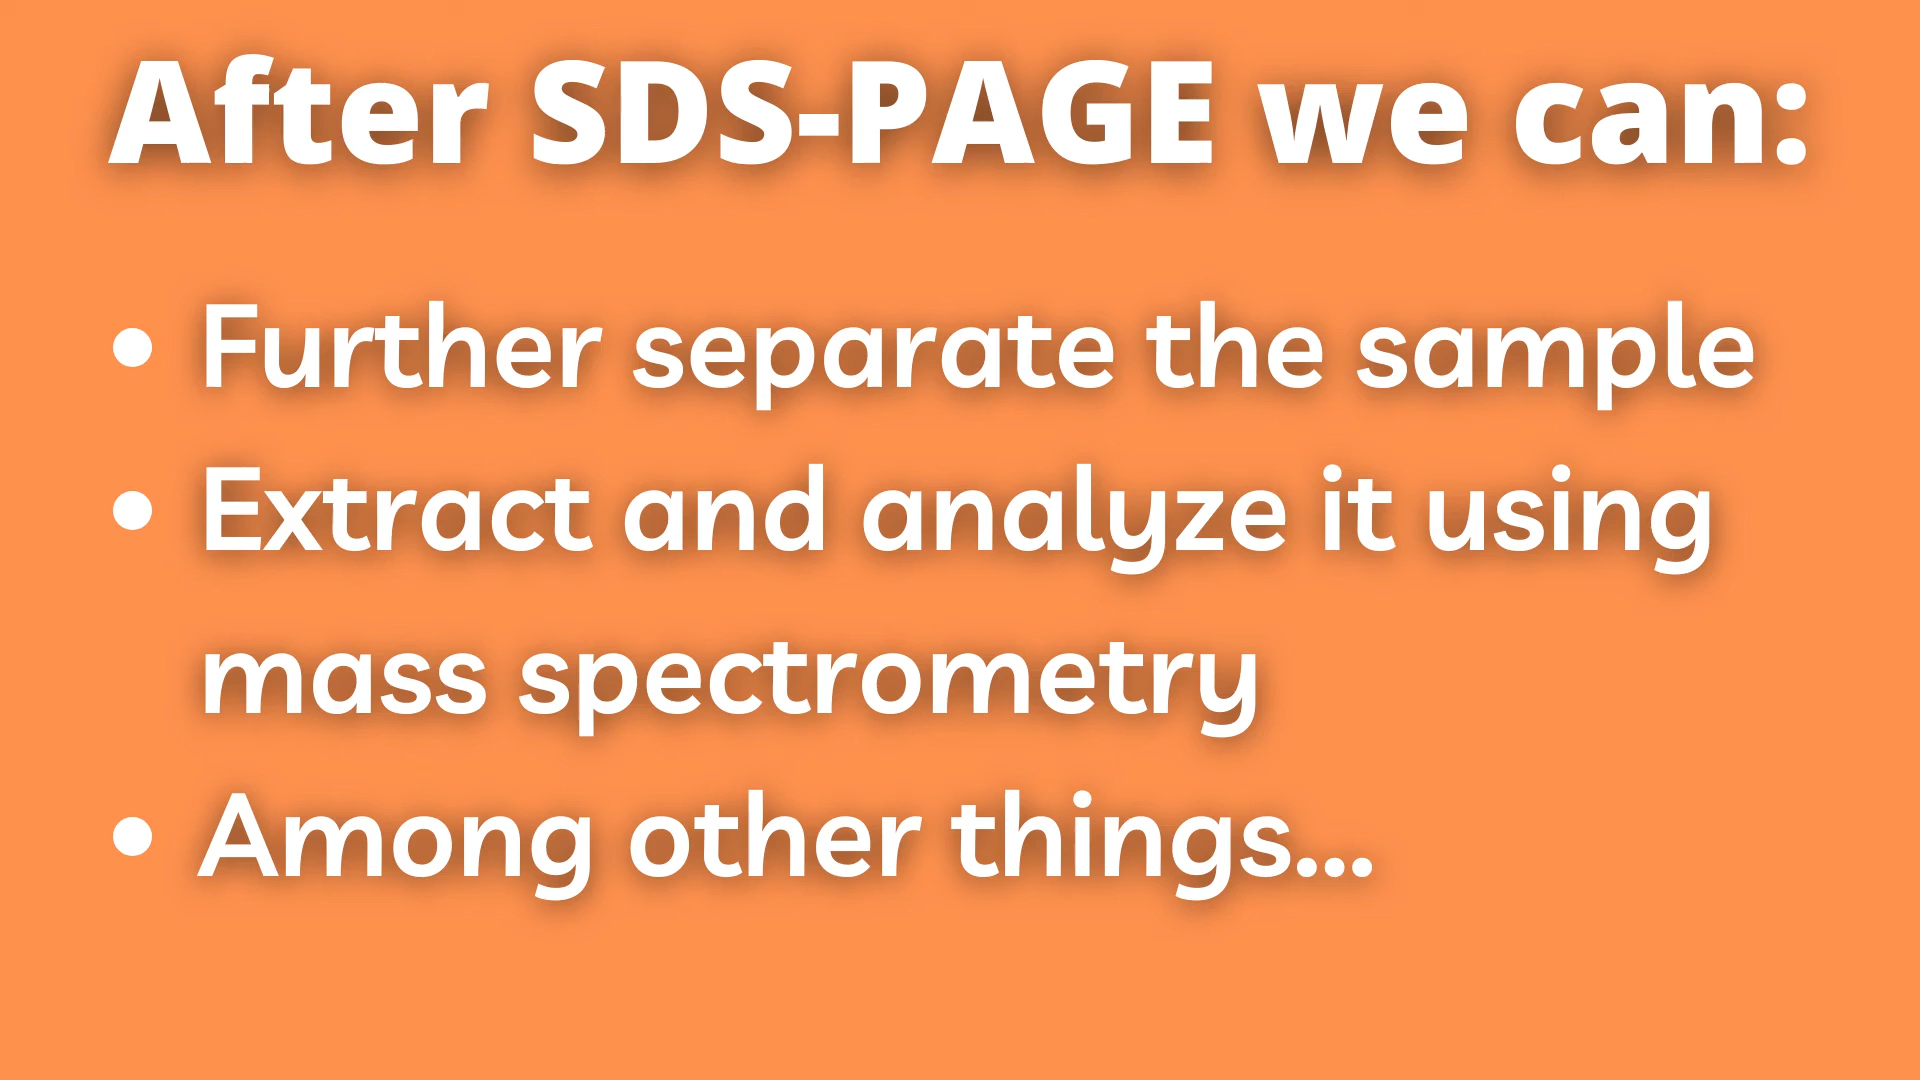 After SDS-PAGE we can:
• Further separate the sample
• Extract and analyze it using
mass spectrometry
• Among other things...